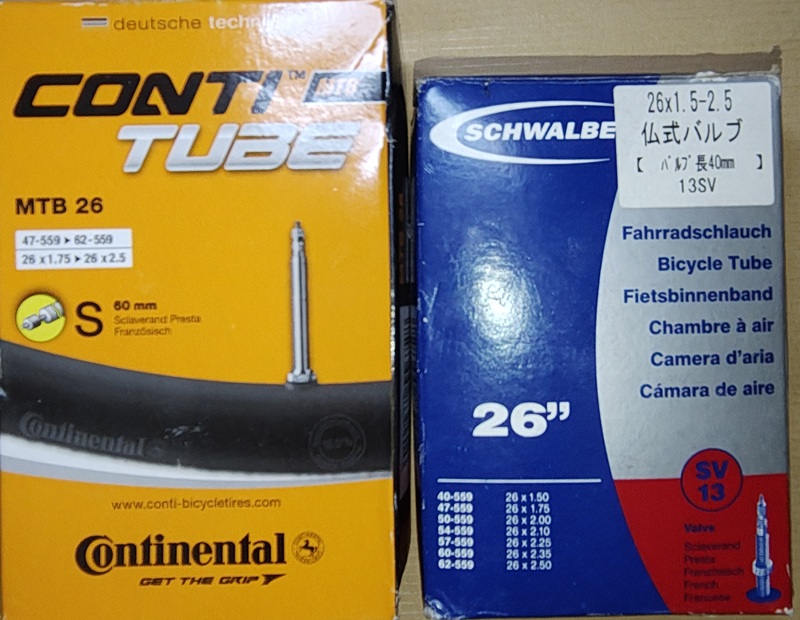 deutsche
CONTI™
TUBE
MTB 26
47-559 ▸ 62-559
26 x 1.75 ▸ 26 x 2.5
S
60 mm
Sclaverand Presta
Französisch
Continental
www.conti-bicycletires.com
Continental
GET THE GRIP
SCHWALBE
26x1.5-2.5
仏式バルブ
【 バルブ長40mm 】
13SV
Fahrradschlauch
Bicycle Tube
Fietsbinnenband
Chambre à air
Camera d'aria
Cámara de aire
26”
40-559 26 x 1.50
47-559 26 x 1.75
50-559 26 x 2.00
54-559 26 x 2.10
57-559 26 x 2.25
60-559 26 x 2.35
62-559 26 x 2.50
SV
13
Valve
Sclaverand
Presta
Französisch
French
Francese